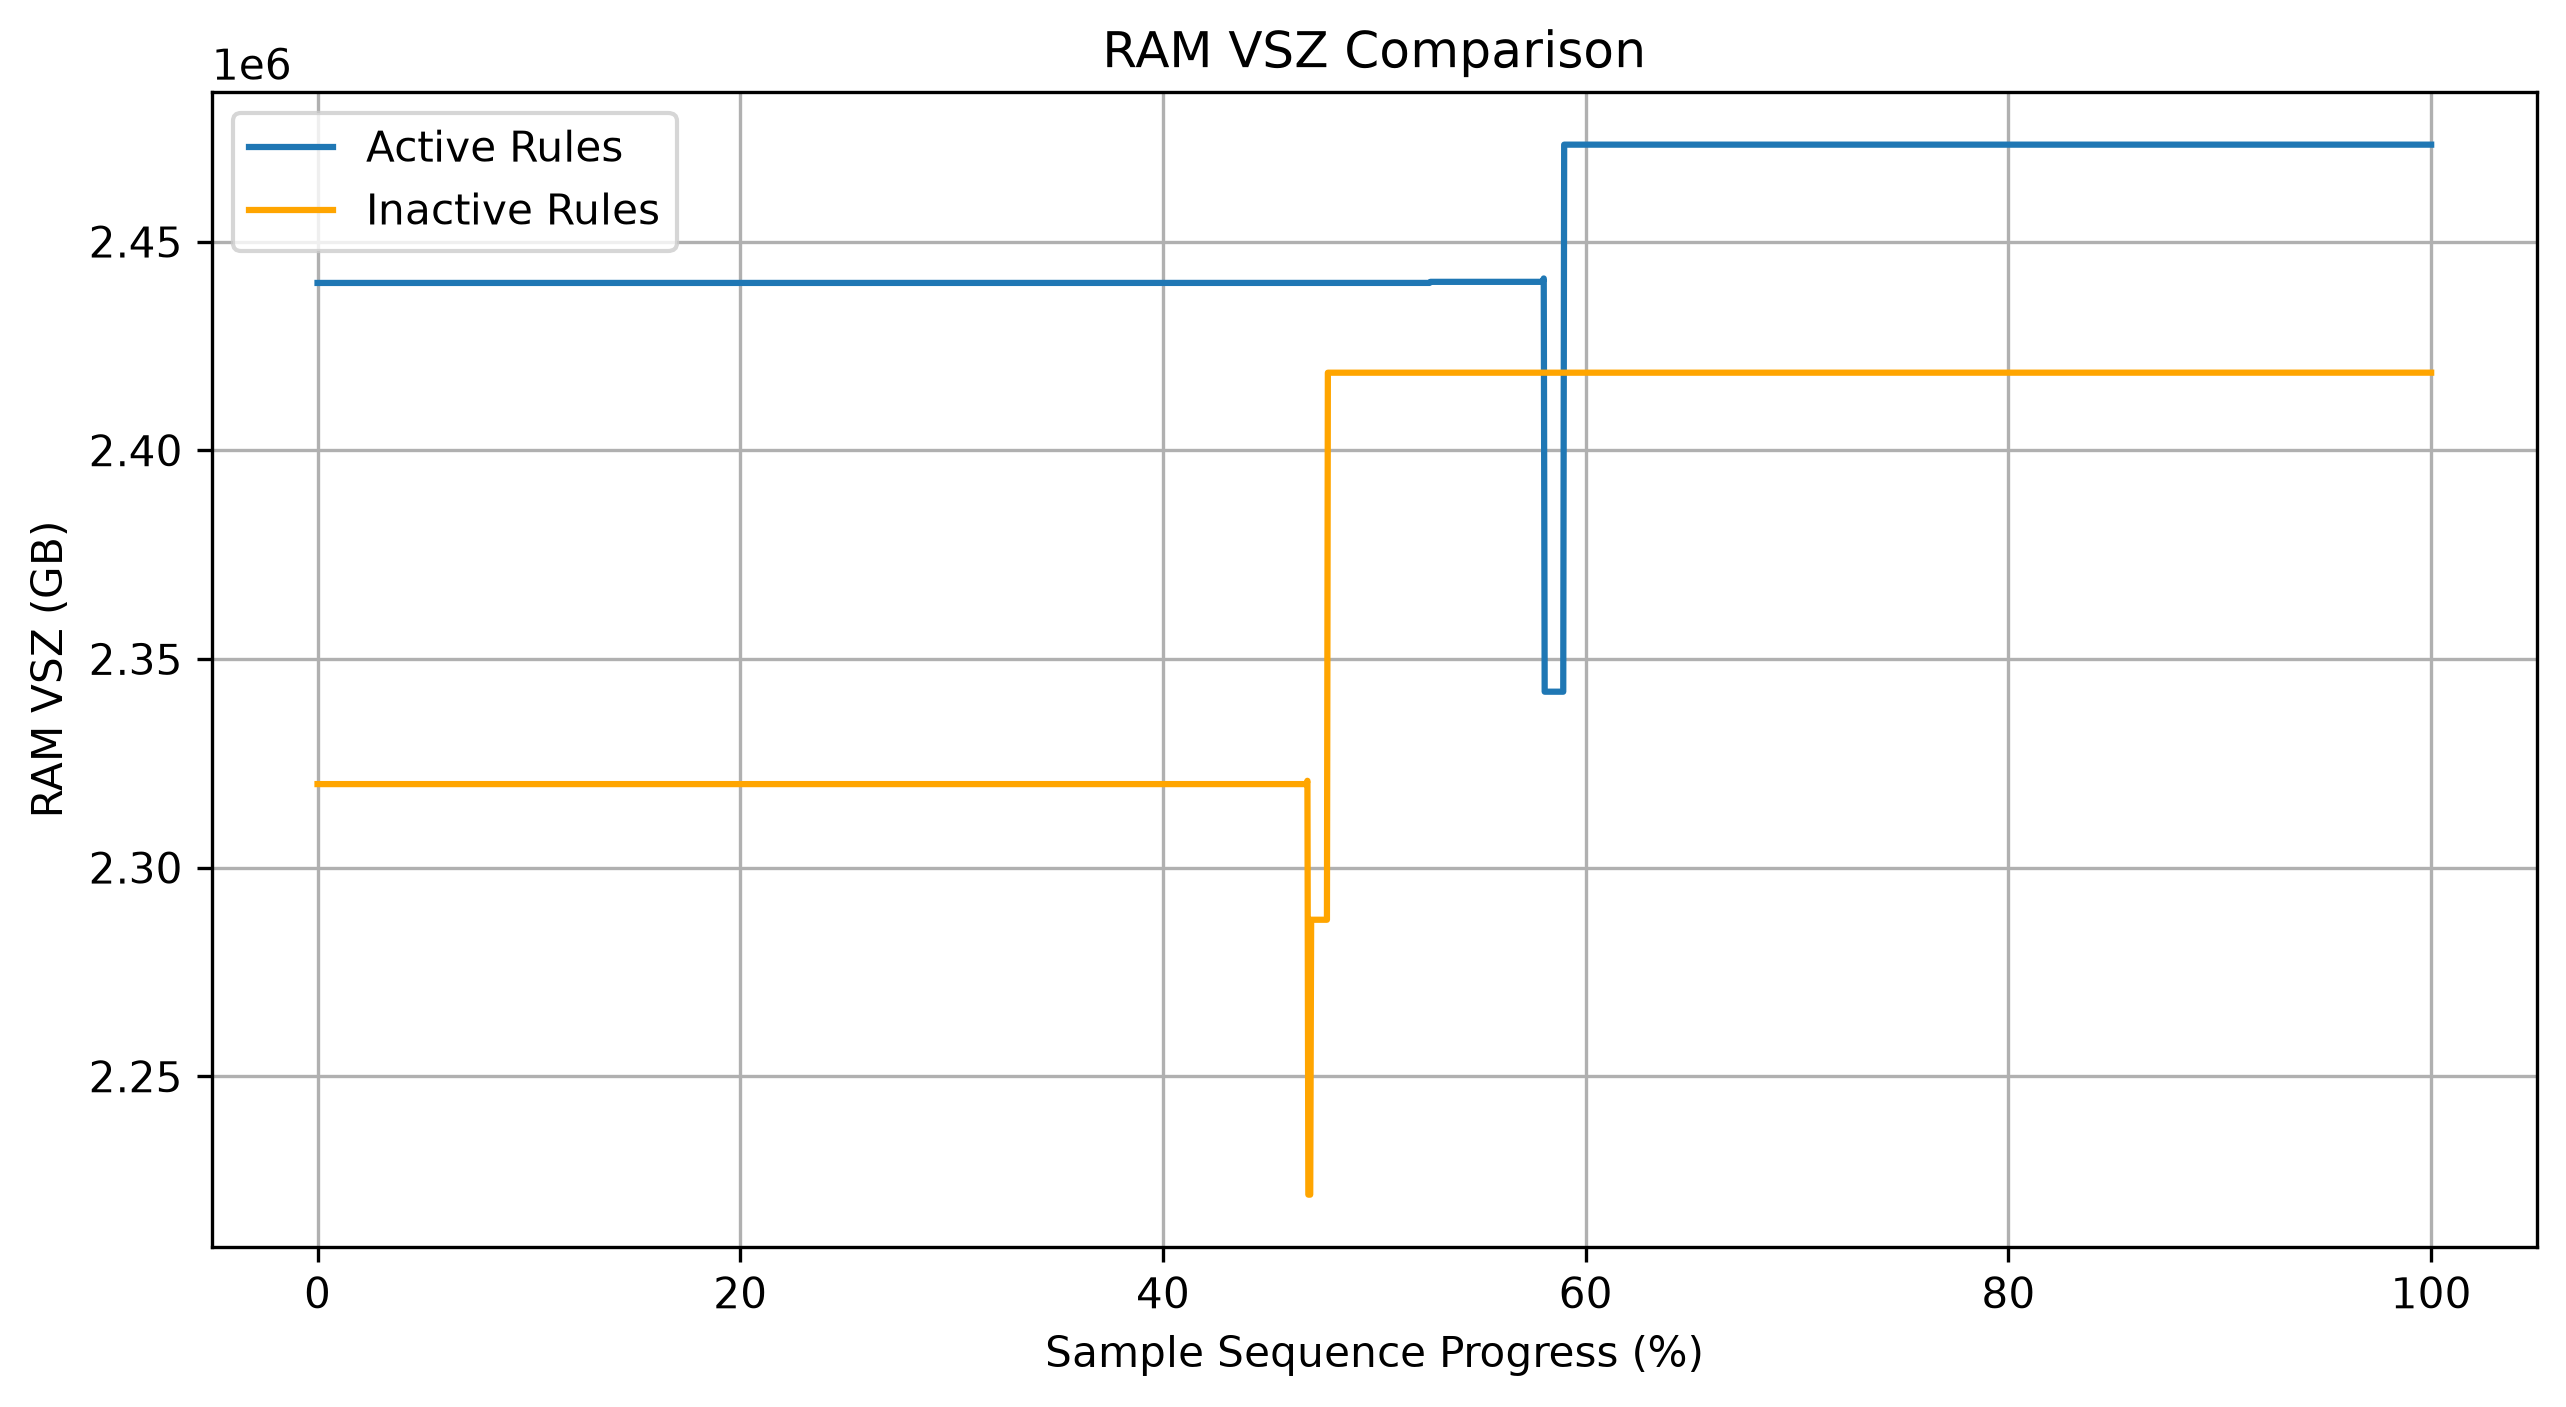 RAM VSZ Comparison
1e6
Active Rules
Inactive Rules
2.45
2.40
2.35
2.30
2.25
RAM VSZ (GB)
0 20 40 60 80 100
Sample Sequence Progress (%)